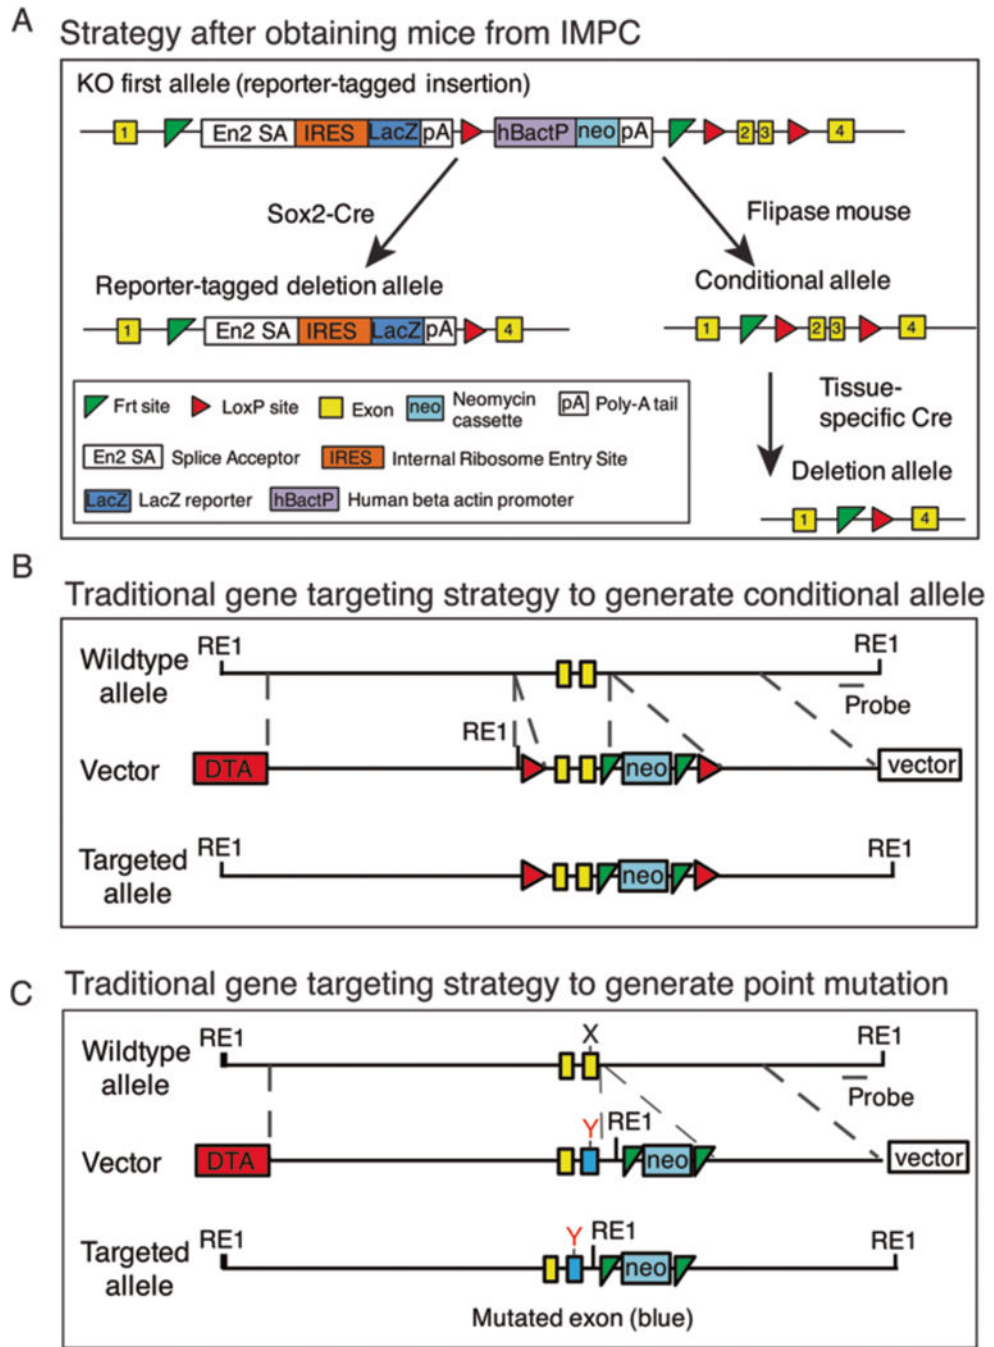 A
Strategy after obtaining mice from IMPC
KO first allele (reporter-tagged insertion)
1 En2 SA IRES LacZ pA hBactP neo pA 2 3 4
Sox2-Cre
Flipase mouse
Reporter-tagged deletion allele
Conditional allele
1 En2 SA IRES LacZ pA 4
1 2 3 4
Frt site
LoxP site
Exon
neo Neomycin
cassette
pA Poly-A tail
En2 SA Splice Acceptor
IRES Internal Ribosome Entry Site
LacZ LacZ reporter
hBactP Human beta actin promoter
Tissue-
specific Cre
Deletion allele
1 4
B
Traditional gene targeting strategy to generate conditional allele
Wildtype
allele
RE1
RE1
Probe
Vector
DTA
RE1
neo
vector
Targeted
allele
RE1
neo
RE1
C
Traditional gene targeting strategy to generate point mutation
Wildtype
allele
RE1
X
RE1
Probe
Vector
DTA
Y
RE1
neo
vector
Targeted
allele
RE1
Y
RE1
neo
RE1
Mutated exon (blue)